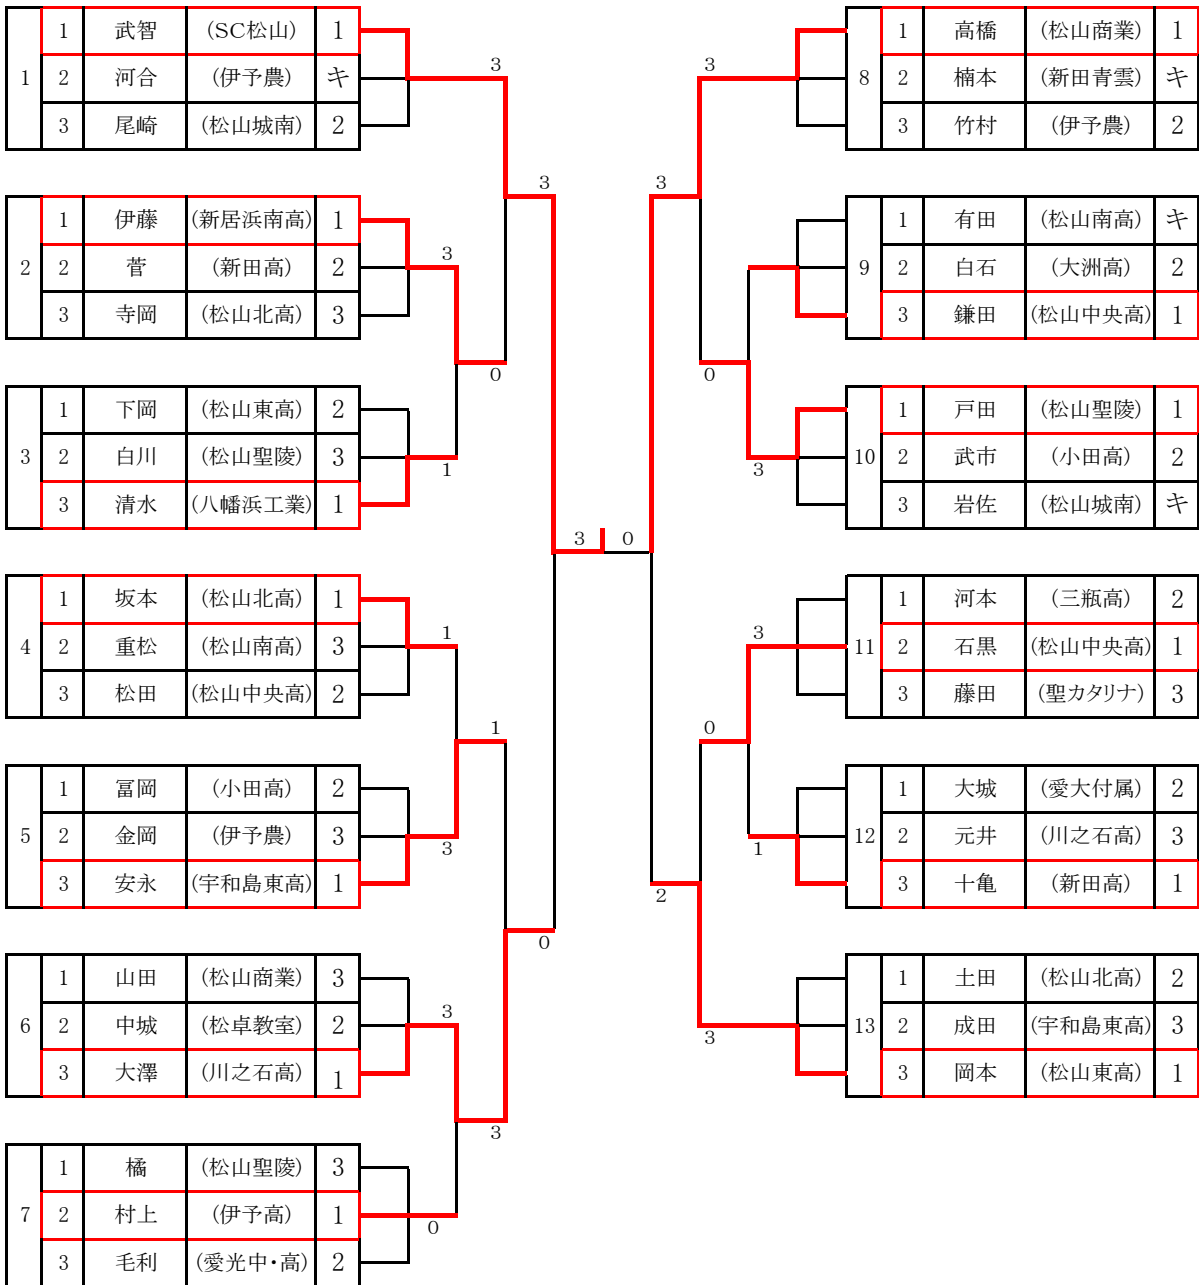 1 1 武智 (SC松山) 1
2 河合 (伊予農) キ
3 尾崎 (松山城南) 2
2 1 伊藤 (新居浜南高) 1
2 菅 (新田高) 2
3 寺岡 (松山北高) 3
3 1 下岡 (松山東高) 2
2 白川 (松山聖陵) 3
3 清水 (八幡浜工業) 1
4 1 坂本 (松山北高) 1
2 重松 (松山南高) 3
3 松田 (松山中央高) 2
5 1 冨岡 (小田高) 2
2 金岡 (伊予農) 3
3 安永 (宇和島東高) 1
6 1 山田 (松山商業) 3
2 中城 (松卓教室) 2
3 大澤 (川之石高) 1
7 1 橘 (松山聖陵) 3
2 村上 (伊予高) 1
3 毛利 (愛光中・高) 2
3
3
3
0
1
1
1
3
0
3
3
0
3 0
3
3
0
3
3
0
1
2
3
8 1 高橋 (松山商業) 1
2 楠本 (新田青雲) キ
3 竹村 (伊予農) 2
9 1 有田 (松山南高) キ
2 白石 (大洲高) 2
3 鎌田 (松山中央高) 1
10 1 戸田 (松山聖陵) 1
2 武市 (小田高) 2
3 岩佐 (松山城南) キ
11 1 河本 (三瓶高) 2
2 石黒 (松山中央高) 1
3 藤田 (聖カタリナ) 3
12 1 大城 (愛大付属) 2
2 元井 (川之石高) 3
3 十亀 (新田高) 1
13 1 土田 (松山北高) 2
2 成田 (宇和島東高) 3
3 岡本 (松山東高) 1